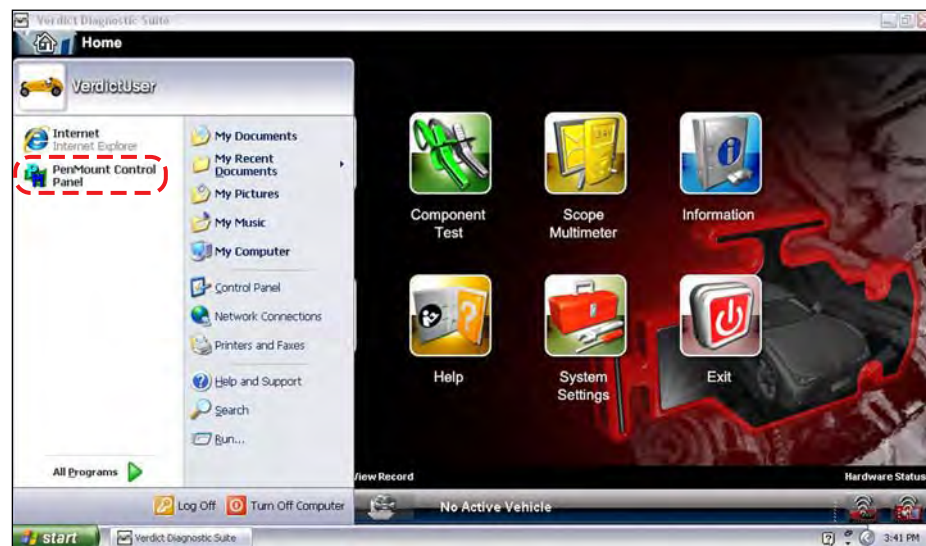 Verdict Diagnostic Suite
Home
VerdictUser
Internet
Internet Explorer
PenMount Control
Panel
All Programs
My Documents
My Recent
Documents
My Pictures
My Music
My Computer
Control Panel
Network Connections
Printers and Faxes
Help and Support
Search
Run...
Log Off
Turn Off Computer
Component
Test
Scope
Multimeter
Information
Help
System
Settings
Exit
View Record
Hardware Status
No Active Vehicle
start
Verdict Diagnostic Suite
3:41 PM